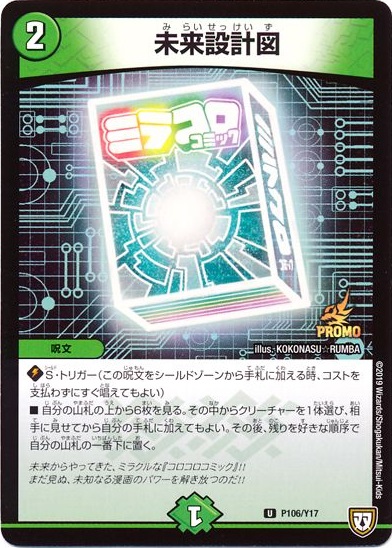 2
み らい せっ けい ず
未来設計図
ミラコロ
コミック
ミラコロ
PROMO
illus. KOKONASU☆RUMBA
呪文
S・トリガー(この呪文をシールドゾーンから手札に加える時、コストを
支払わずにすぐ唱えてもよい)
■自分の山札の上から6枚を見る。その中からクリーチャーを1体選び、相
手に見せてから自分の手札に加えてもよい。その後、残りを好きな順序で
自分の山札の一番下に置く。
未来からやってきた、ミラクルな『コロコロコミック』!!
まだ見ぬ、未知なる漫画のパワーを解き放つのだ!!
©2019 Wizards/Shogakukan/Mitsui-Kids
U P106/Y17